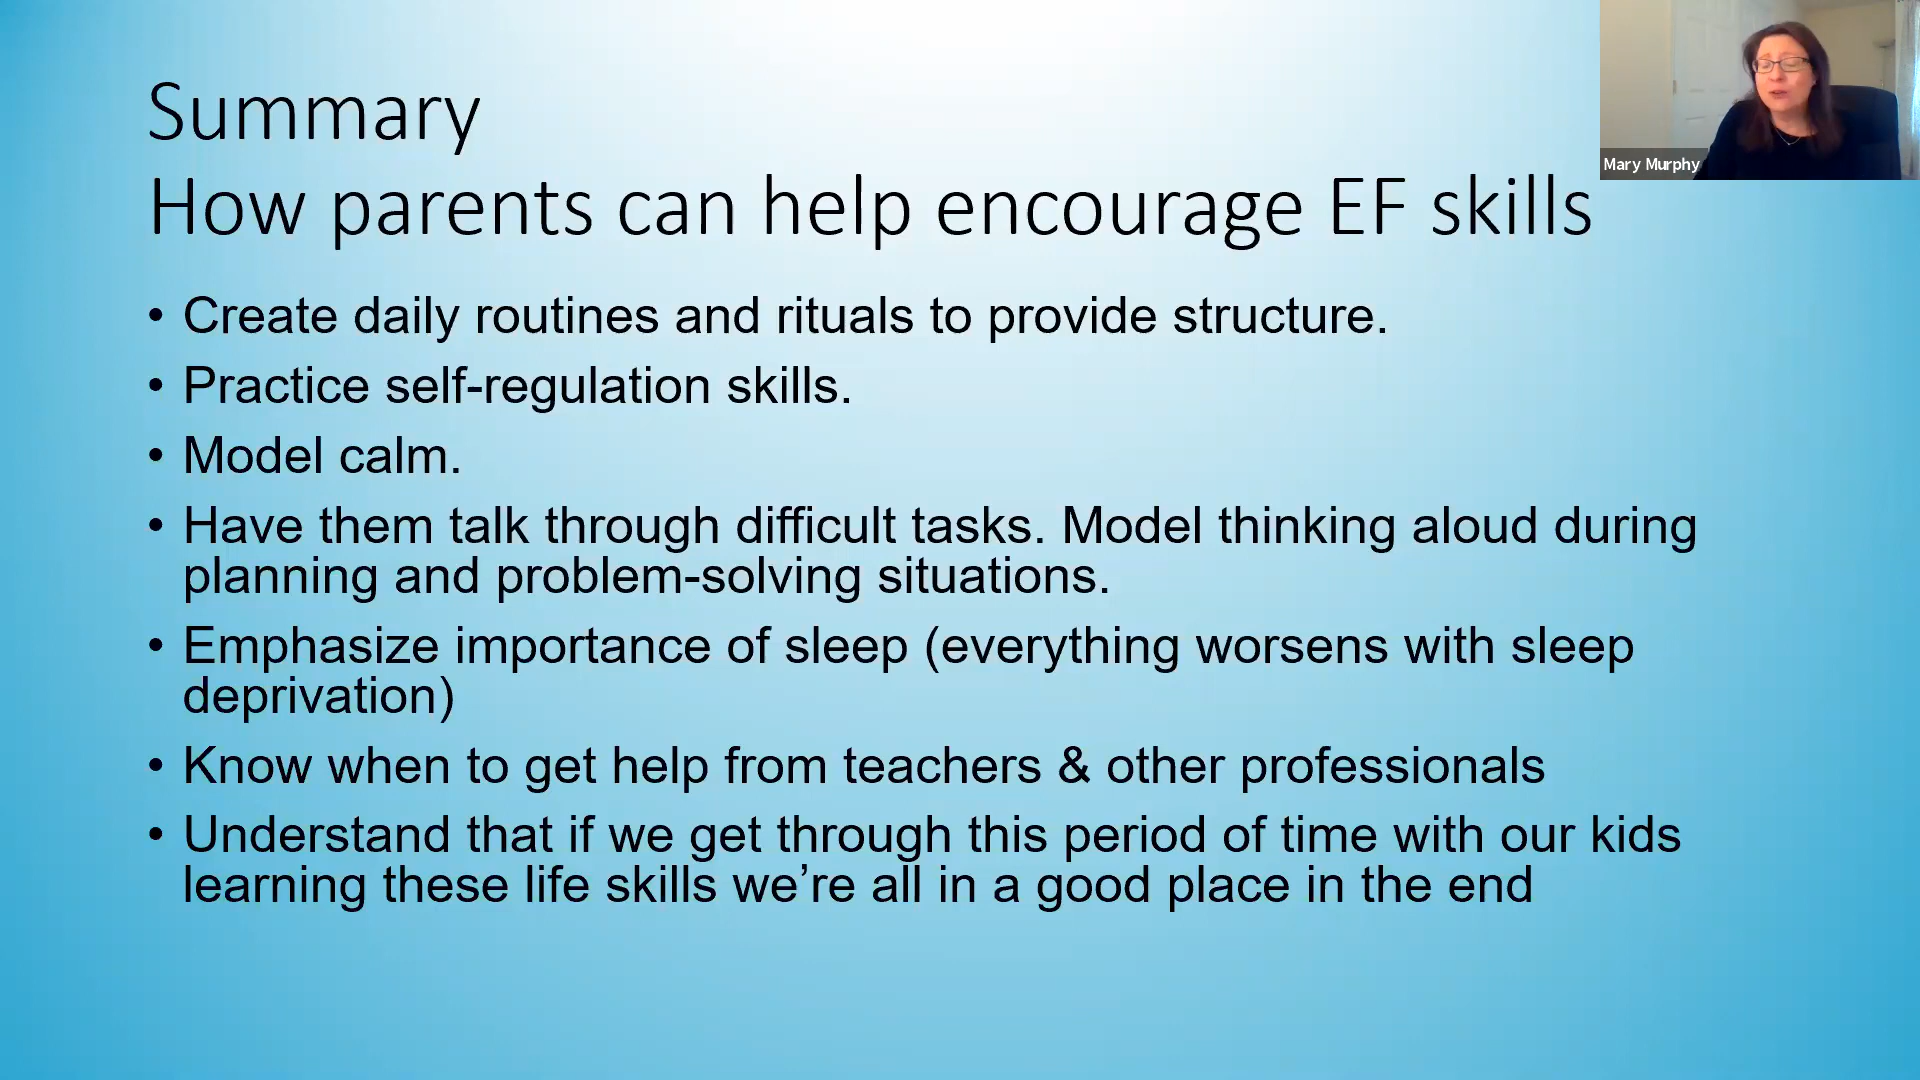 Summary
How parents can help encourage EF skills
Mary Murphy
• Create daily routines and rituals to provide structure.
• Practice self-regulation skills.
• Model calm.
• Have them talk through difficult tasks. Model thinking aloud during
planning and problem-solving situations.
• Emphasize importance of sleep (everything worsens with sleep
deprivation)
• Know when to get help from teachers & other professionals
• Understand that if we get through this period of time with our kids
learning these life skills we’re all in a good place in the end